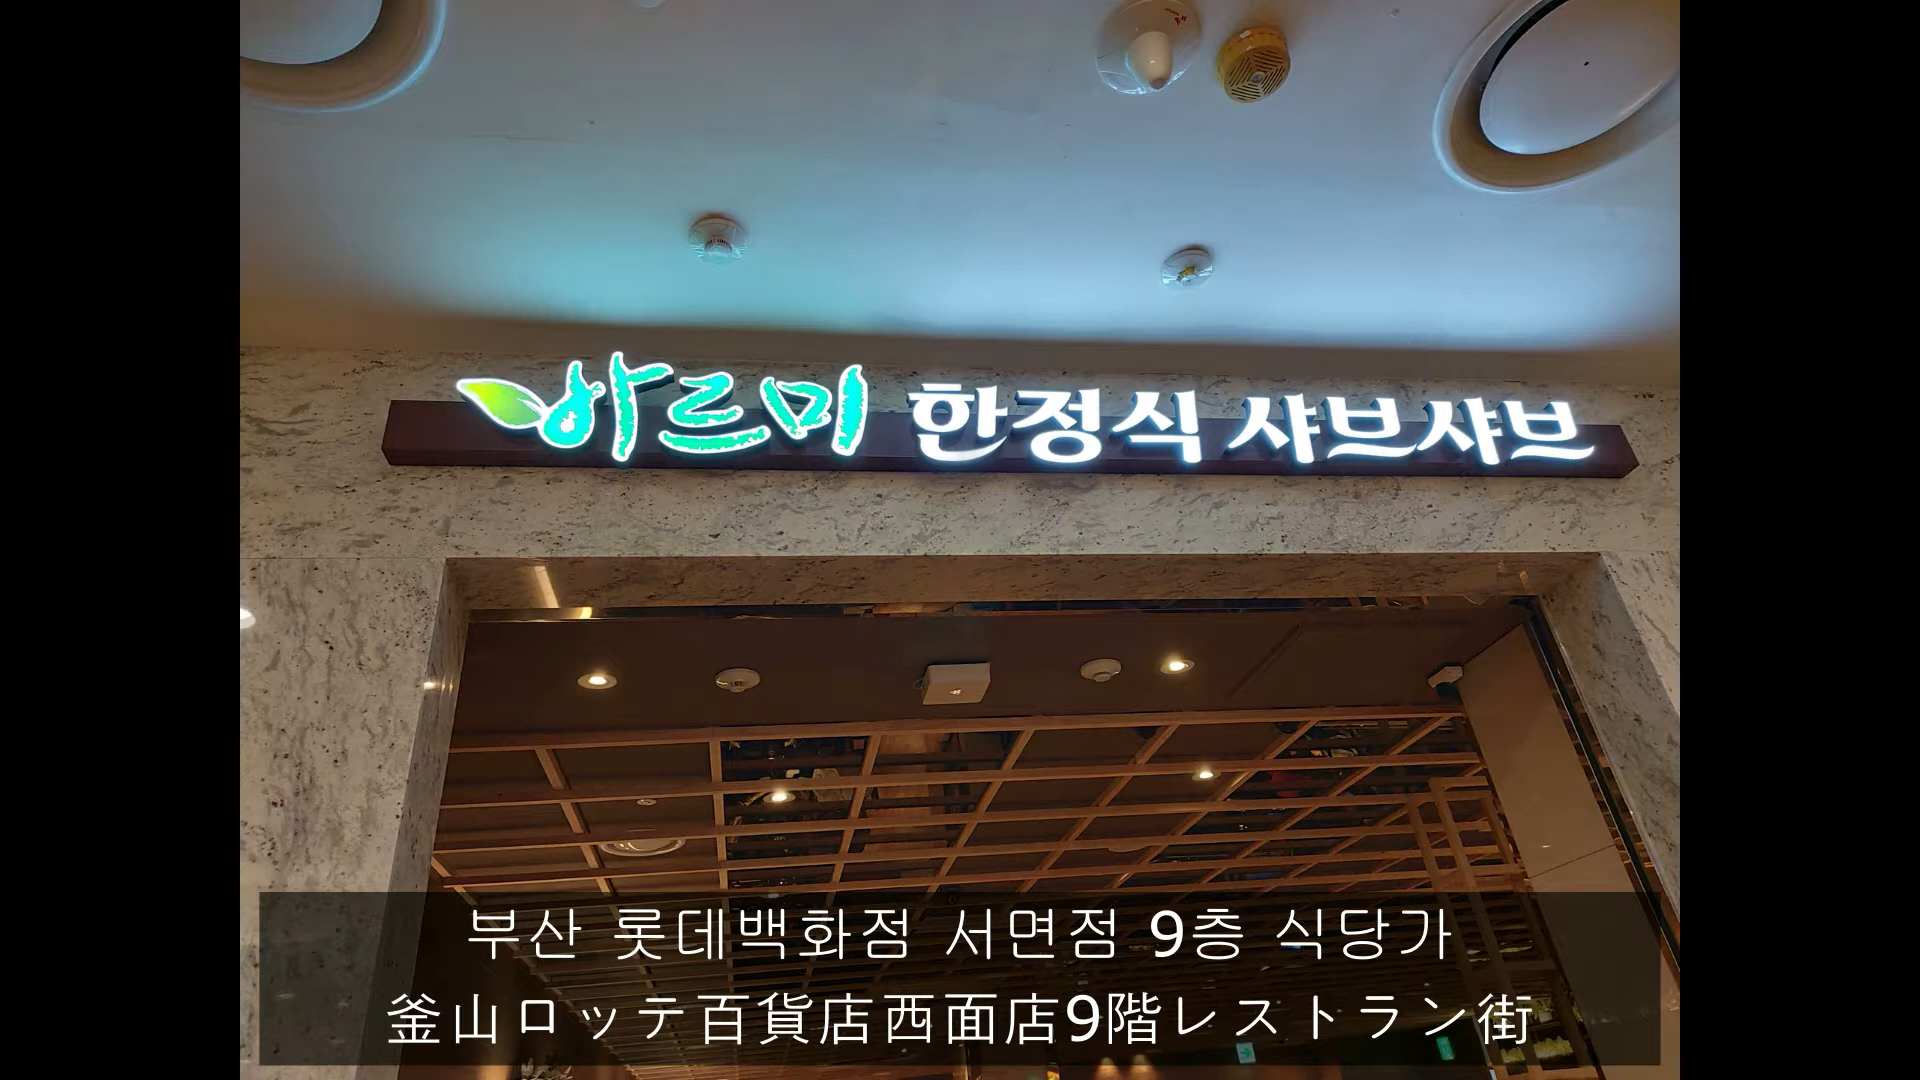 바르미 한정식 샤브샤브
부산 롯데백화점 서면점 9층 식당가
釜山ロッテ百貨店西面店9階レストラン街